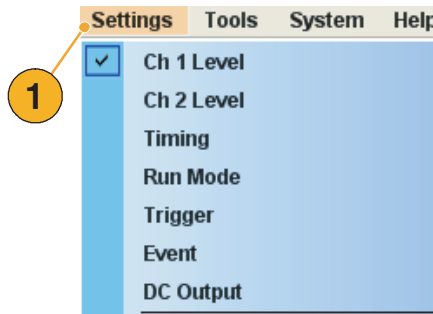 Settings Tools System Help
1
Ch 1 Level
Ch 2 Level
Timing
Run Mode
Trigger
Event
DC Output